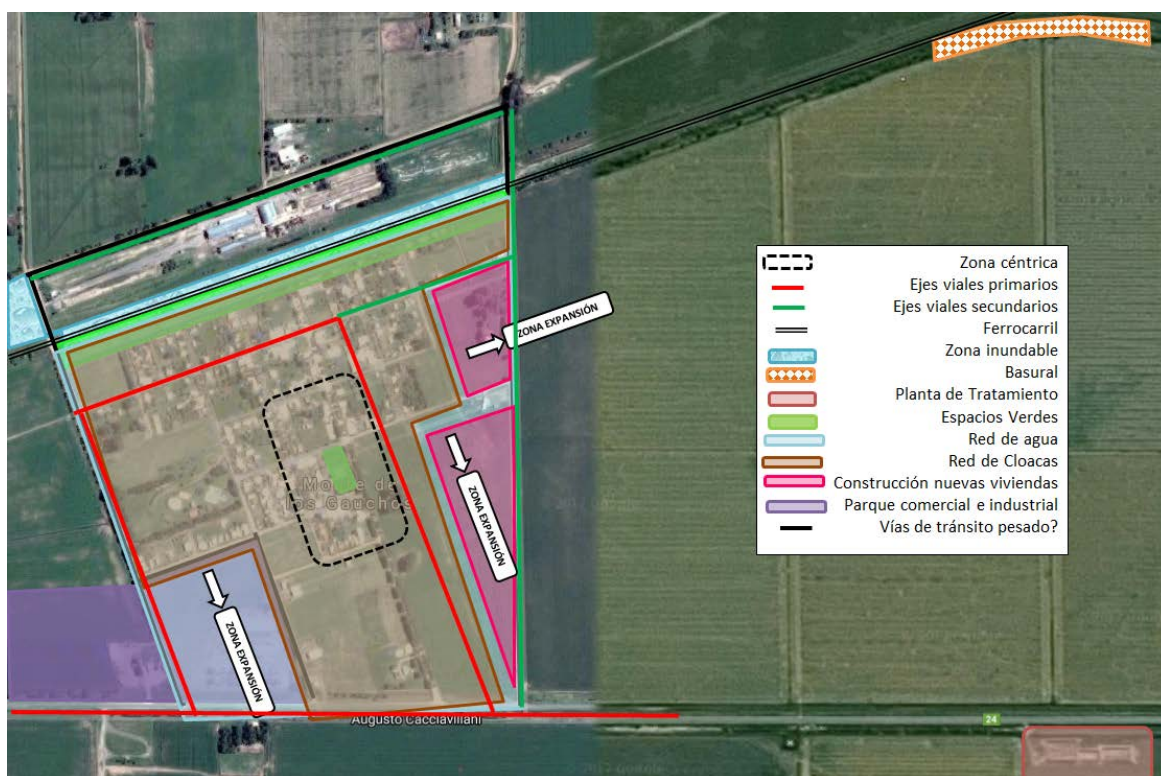 ZONA EXPANSIÓN
Zona céntrica
Ejes viales primarios
Ejes viales secundarios
Ferrocarril
Zona inundable
Basural
Planta de Tratamiento
Espacios Verdes
Red de agua
Red de Cloacas
Construcción nuevas viviendas
Parque comercial e industrial
Vías de tránsito pesado?
los Gauchos
ZONA EXPANSIÓN
ZONA EXPANSIÓN
Augusto Cacciavillani
24